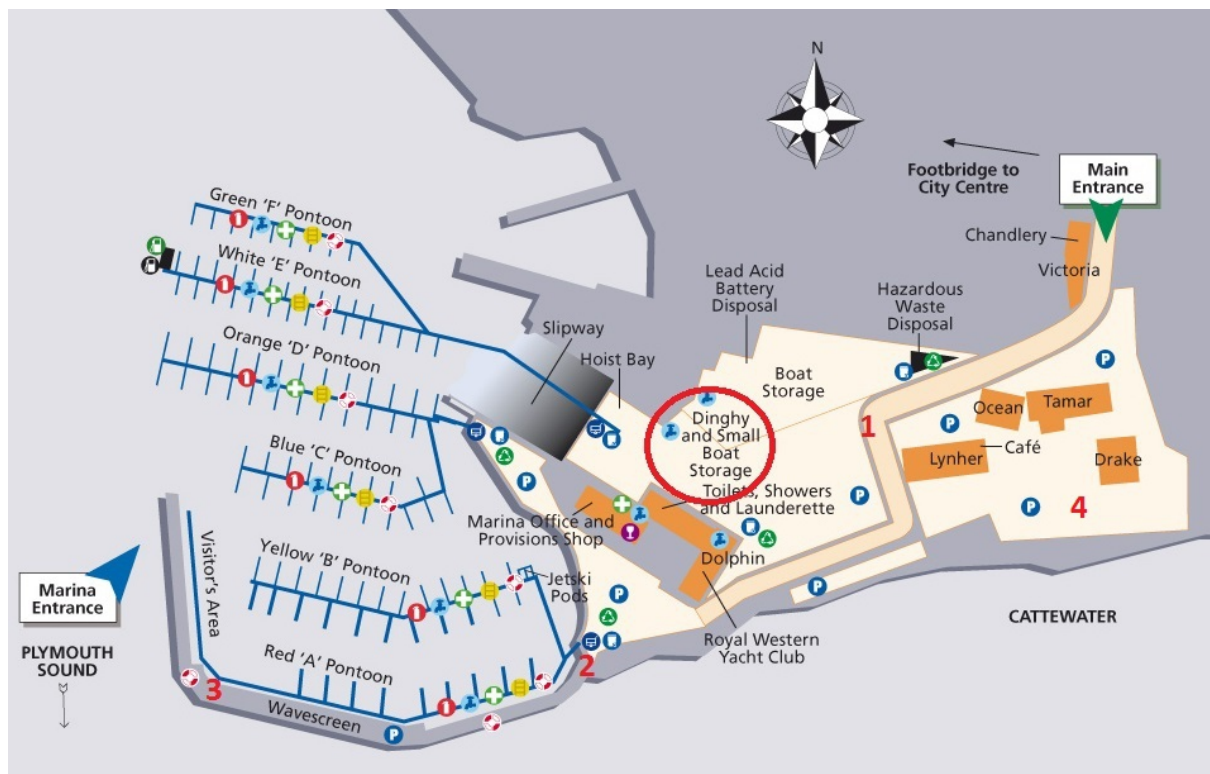 N
Footbridge to
City Centre
Main
Entrance
Green 'F' Pontoon
Chandlery
White 'E' Pontoon
Victoria
Lead Acid
Battery
Disposal
Hazardous
Waste
Disposal
Slipway
Orange 'D' Pontoon
Hoist Bay
P
Boat
Storage
Ocean
Tamar
Dinghy
and Small
Boat
Storage
1
P
Café
Lynher
Drake
Blue 'C' Pontoon
P
Toilets, Showers
and Launderette
P
P
4
Marina Office and
Provisions Shop
Visitor's Area
Yellow 'B' Pontoon
Dolphin
Jetski
Pods
P
P
Marina
Entrance
CATTEWATER
PLYMOUTH
SOUND
Royal Western
Yacht Club
Red 'A' Pontoon
2
3
Wavescreen
P